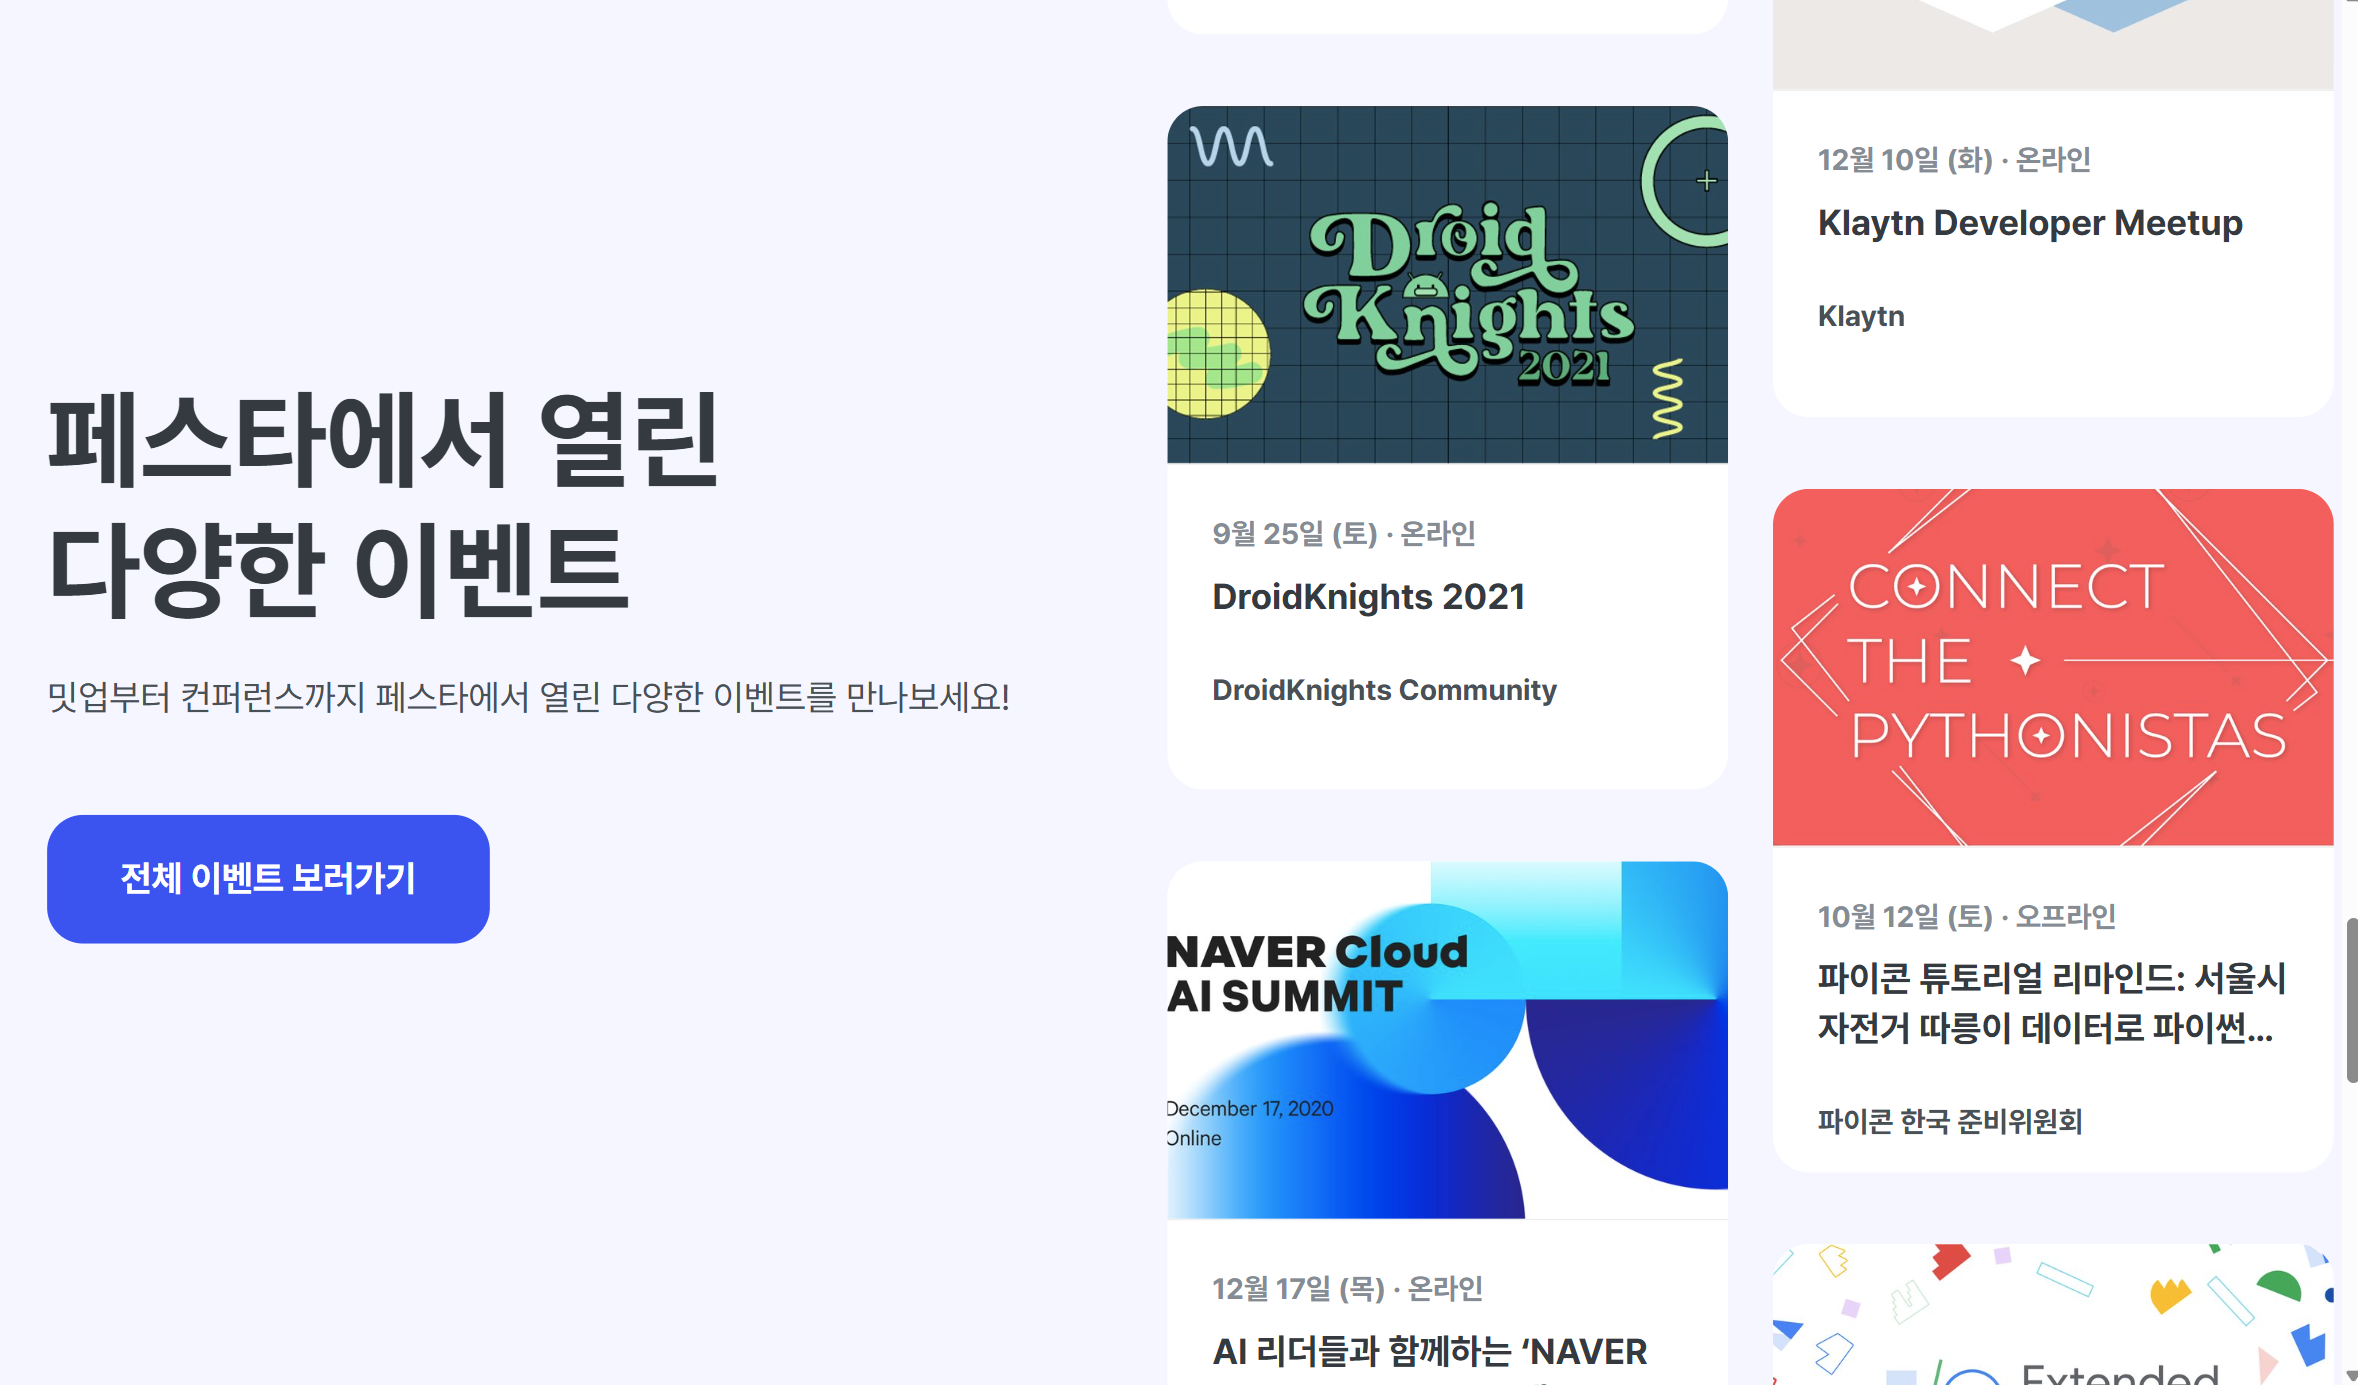 페스타에서 열린
다양한 이벤트
밋업부터 컨퍼런스까지 페스타에서 열린 다양한 이벤트를 만나보세요!
전체 이벤트 보러가기
Droid
Knights
2021
9월 25일 (토) · 온라인
DroidKnights 2021
DroidKnights Community
NAVER Cloud
AI SUMMIT
December 17, 2020
Online
12월 17일 (목) · 온라인
AI 리더들과 함께하는 ‘NAVER
12월 10일 (화) · 온라인
Klaytn Developer Meetup
Klaytn
CONNECT
THE
PYTHONISTAS
10월 12일 (토) · 오프라인
파이콘 튜토리얼 리마인드: 서울시
자전거 따릉이 데이터로 파이썬...
파이콘 한국 준비위원회
Extended